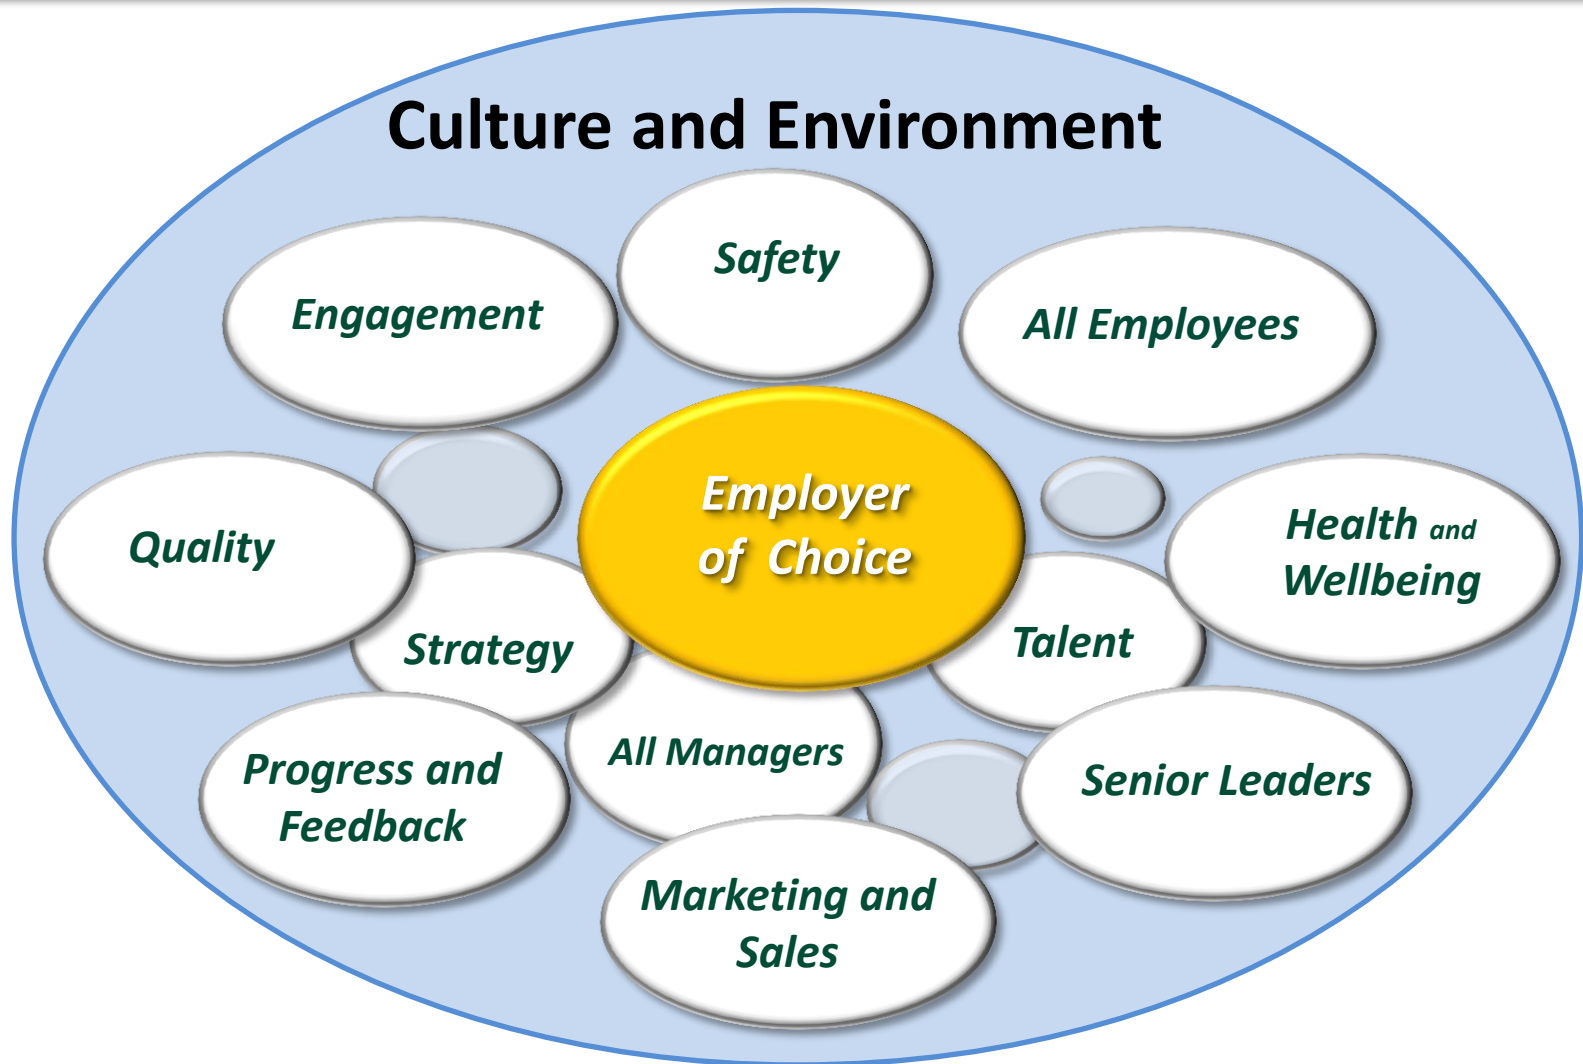 Culture and Environment
Safety
Engagement
All Employees
Employer
of Choice
Quality
Health and
Wellbeing
Strategy
Talent
All Managers
Progress and
Feedback
Senior Leaders
Marketing and
Sales